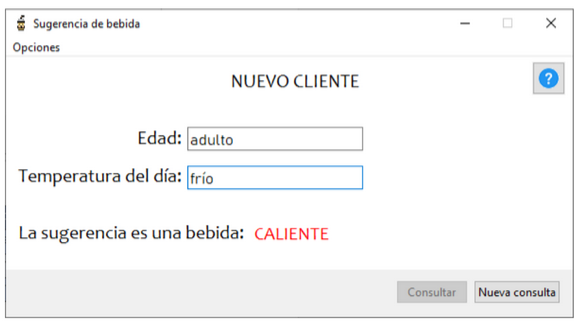 Sugerencia de bebida
Opciones
NUEVO CLIENTE
?
Edad: adulto
Temperatura del día: frío
La sugerencia es una bebida: CALIENTE
Consultar Nueva consulta